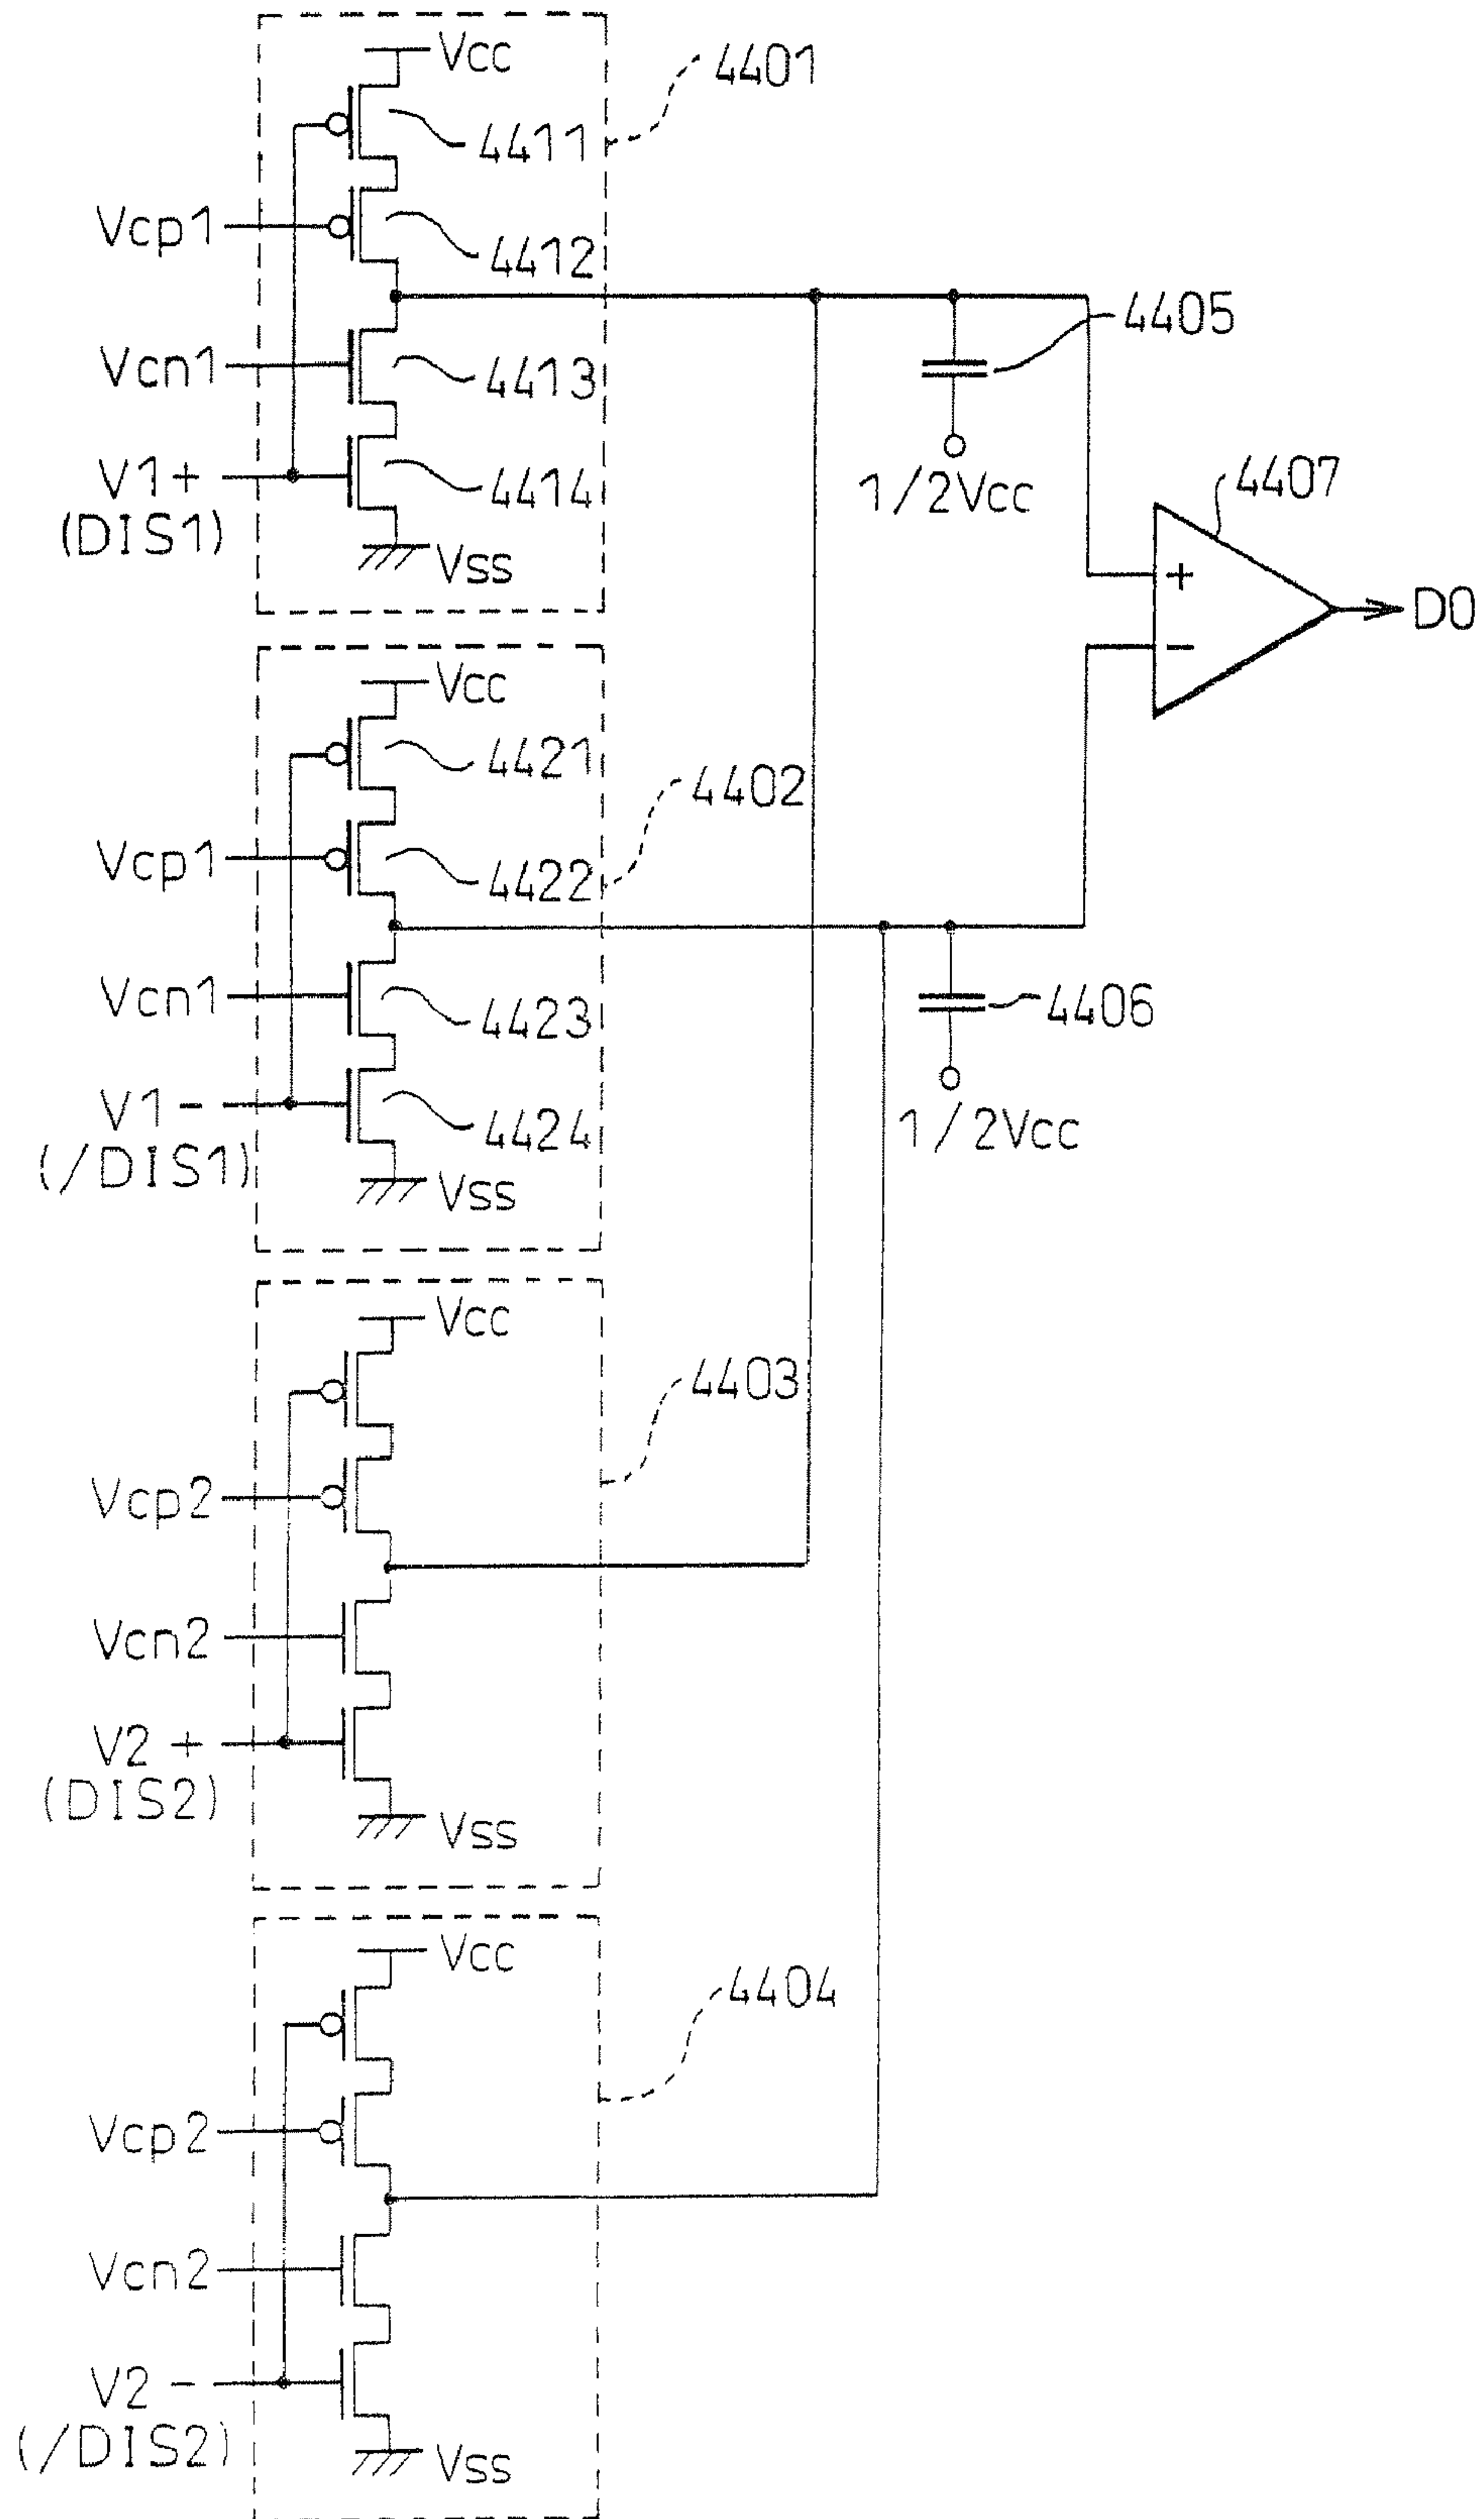 Vcc
4401
4411
Vcp1
4412
4405
Vcn1
4413
V1+
4414
1/2Vcc
4407
(DIS1)
Vss
+
D0
−
Vcc
4421
4402
Vcp1
4422
Vcn1
4423
4406
V1 −
4424
1/2Vcc
(/DIS1)
Vss
Vcc
4403
Vcp2
Vcn2
V2 +
(DIS2)
Vss
Vcc
4404
Vcp2
Vcn2
V2 −
(/DIS2)
Vss